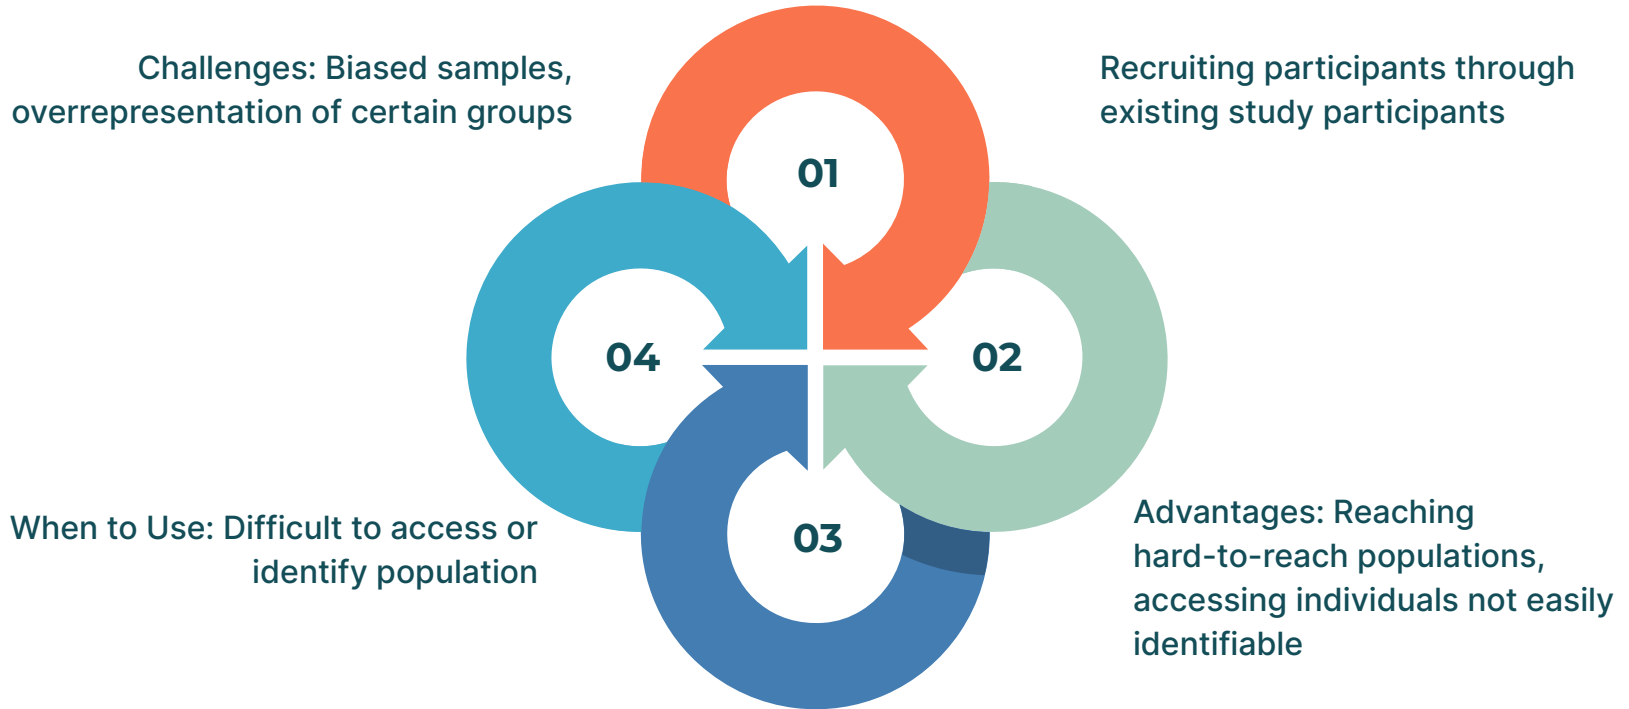 Challenges: Biased samples,
overrepresentation of certain groups
Recruiting participants through
existing study participants
01
04
02
03
When to Use: Difficult to access or
identify population
Advantages: Reaching
hard-to-reach populations,
accessing individuals not easily
identifiable